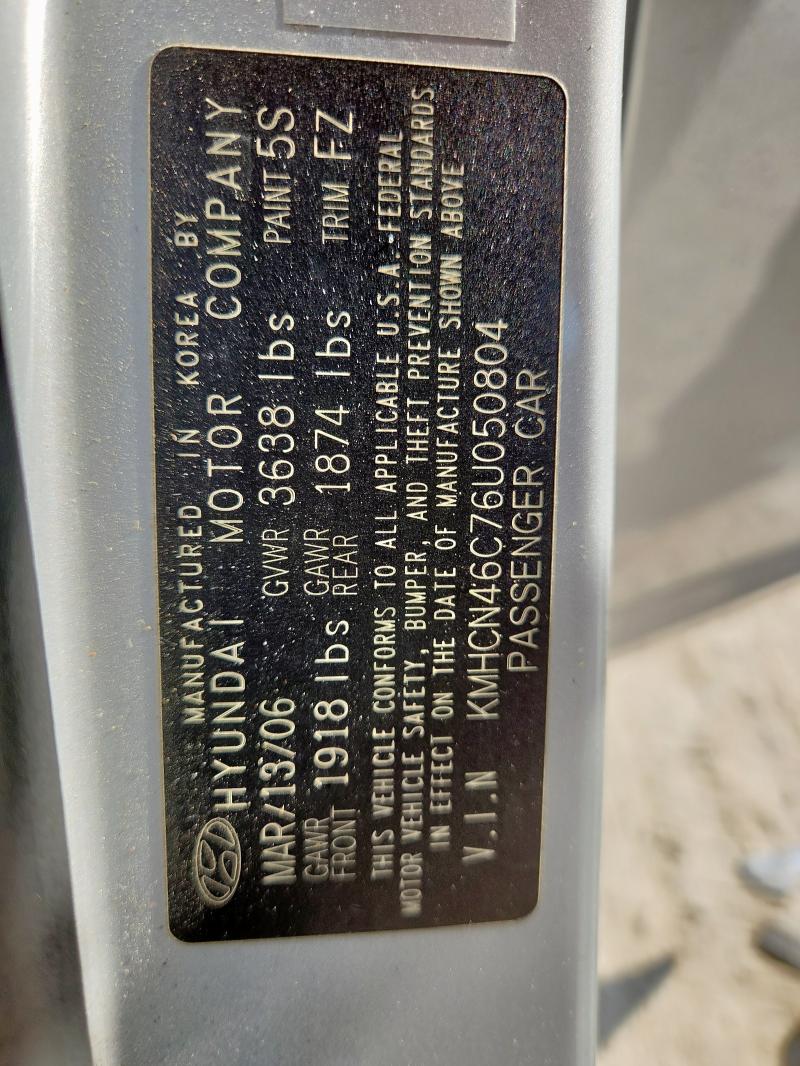 MANUFACTURED IN KOREA BY
HYUNDAI MOTOR COMPANY
MAR/13/06 GVWR 3638 lbs PAINT 5S
GAWR FRONT 1918 lbs GAWR REAR 1874 lbs TRIM FZ
THIS VEHICLE CONFORMS TO ALL APPLICABLE U.S.A. FEDERAL
MOTOR VEHICLE SAFETY, BUMPER, AND THEFT PREVENTION STANDARDS
IN EFFECT ON THE DATE OF MANUFACTURE SHOWN ABOVE
V.I.N KMHCN46C76U050804
PASSENGER CAR